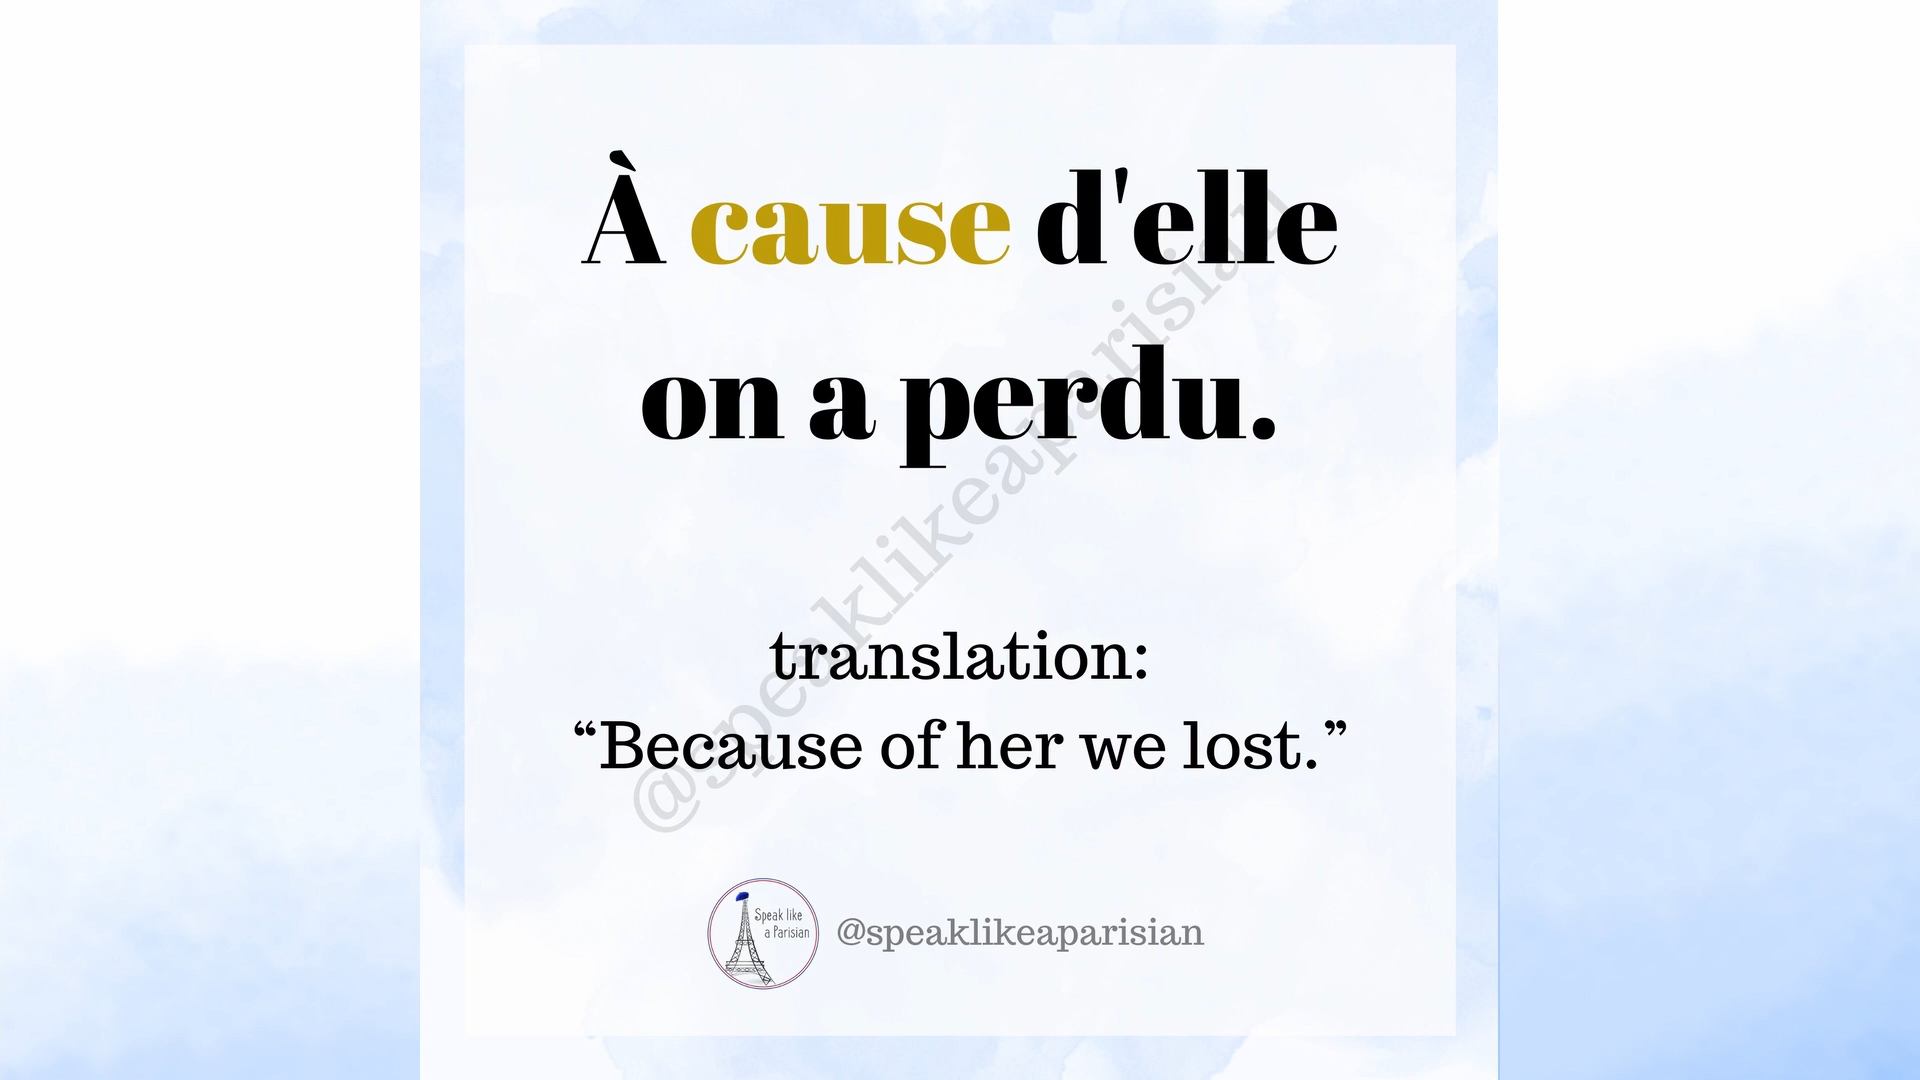 À cause d'elle
on a perdu.
translation:
“Because of her we lost.”
Speak like
a Parisian
@speaklikeaparisian
@speaklikeaparisian